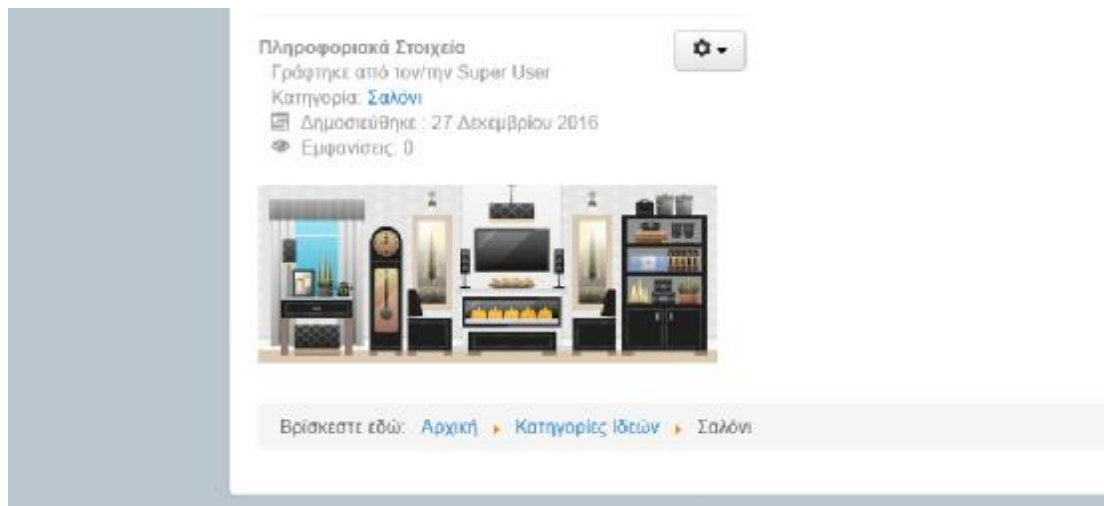 Πληροφοριακά Στοιχεία
Γράφτηκε από τον/την Super User
Κατηγορία: Σαλόνι
Δημοσιεύθηκε : 27 Δεκεμβρίου 2016
Εμφανίσεις: 0
Βρίσκεστε εδώ: Αρχική Κατηγορίες Ιδεών Σαλόνι